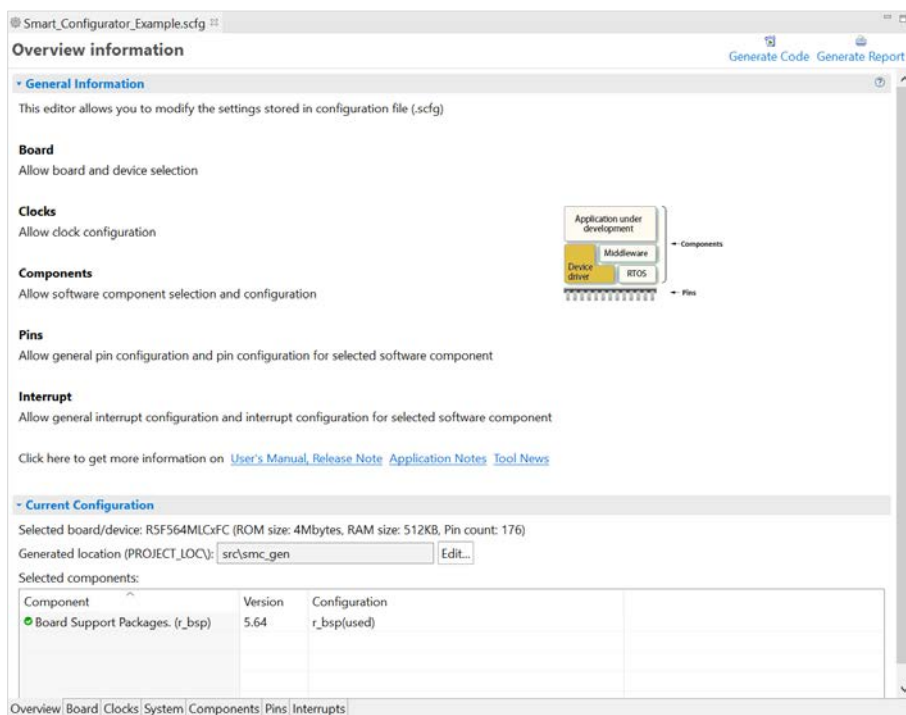 Smart_Configurator_Example.scfg
Overview information
Generate Code Generate Report
General Information
This editor allows you to modify the settings stored in configuration file (.scfg)
Board
Allow board and device selection
Clocks
Allow clock configuration
Components
Allow software component selection and configuration
Pins
Allow general pin configuration and pin configuration for selected software component
Interrupt
Allow general interrupt configuration and interrupt configuration for selected software component
Application under
development
Middleware
Device
driver
RTOS
Components
Pins
Click here to get more information on User's Manual, Release Note Application Notes Tool News
Current Configuration
Selected board/device: R5F564MLCxFC (ROM size: 4Mbytes, RAM size: 512KB, Pin count: 176)
Generated location (PROJECT_LOC\): src\smc_gen Edit...
Selected components:
Component Version Configuration
Board Support Packages. (r_bsp) 5.64 r_bsp(used)
Overview Board Clocks System Components Pins Interrupts